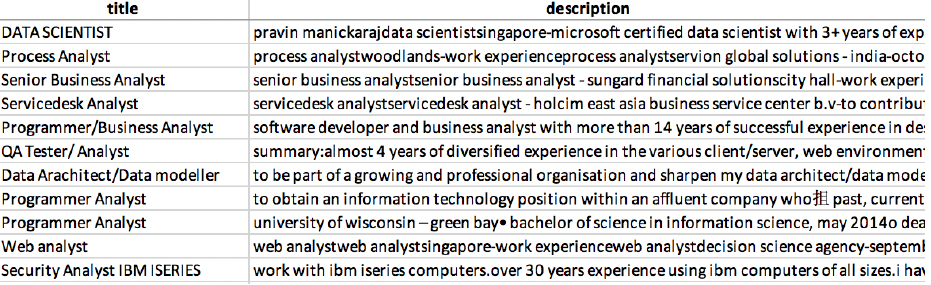 title description
DATA SCIENTIST pravin manickarajdata scientistsingapore-microsoft certified data scientist with 3+ years of exp
Process Analyst process analystwoodlands-work experienceprocess analystservion global solutions - india-octo
Senior Business Analyst senior business analystsenior business analyst - sungard financial solutionscity hall-work experi
Servicedesk Analyst servicedesk analystservicedesk analyst - holcim east asia business service center b.v-to contribut
Programmer/Business Analyst software developer and business analyst with more than 14 years of successful experience in des
QA Tester/ Analyst summary:almost 4 years of diversified experience in the various client/server, web environmen
Data Arachitect/Data modeller to be part of a growing and professional organisation and sharpen my data architect/data mode
Programmer Analyst to obtain an information technology position within an affluent company who担 past, current
Programmer Analyst university of wisconsin – green bay• bachelor of science in information science, may 2014o dea
Web analyst web analystweb analystsingapore-work experienceweb analystdecision science agency-septemb
Security Analyst IBM ISERIES work with ibm iseries computers.over 30 years experience using ibm computers of all sizes.i hav